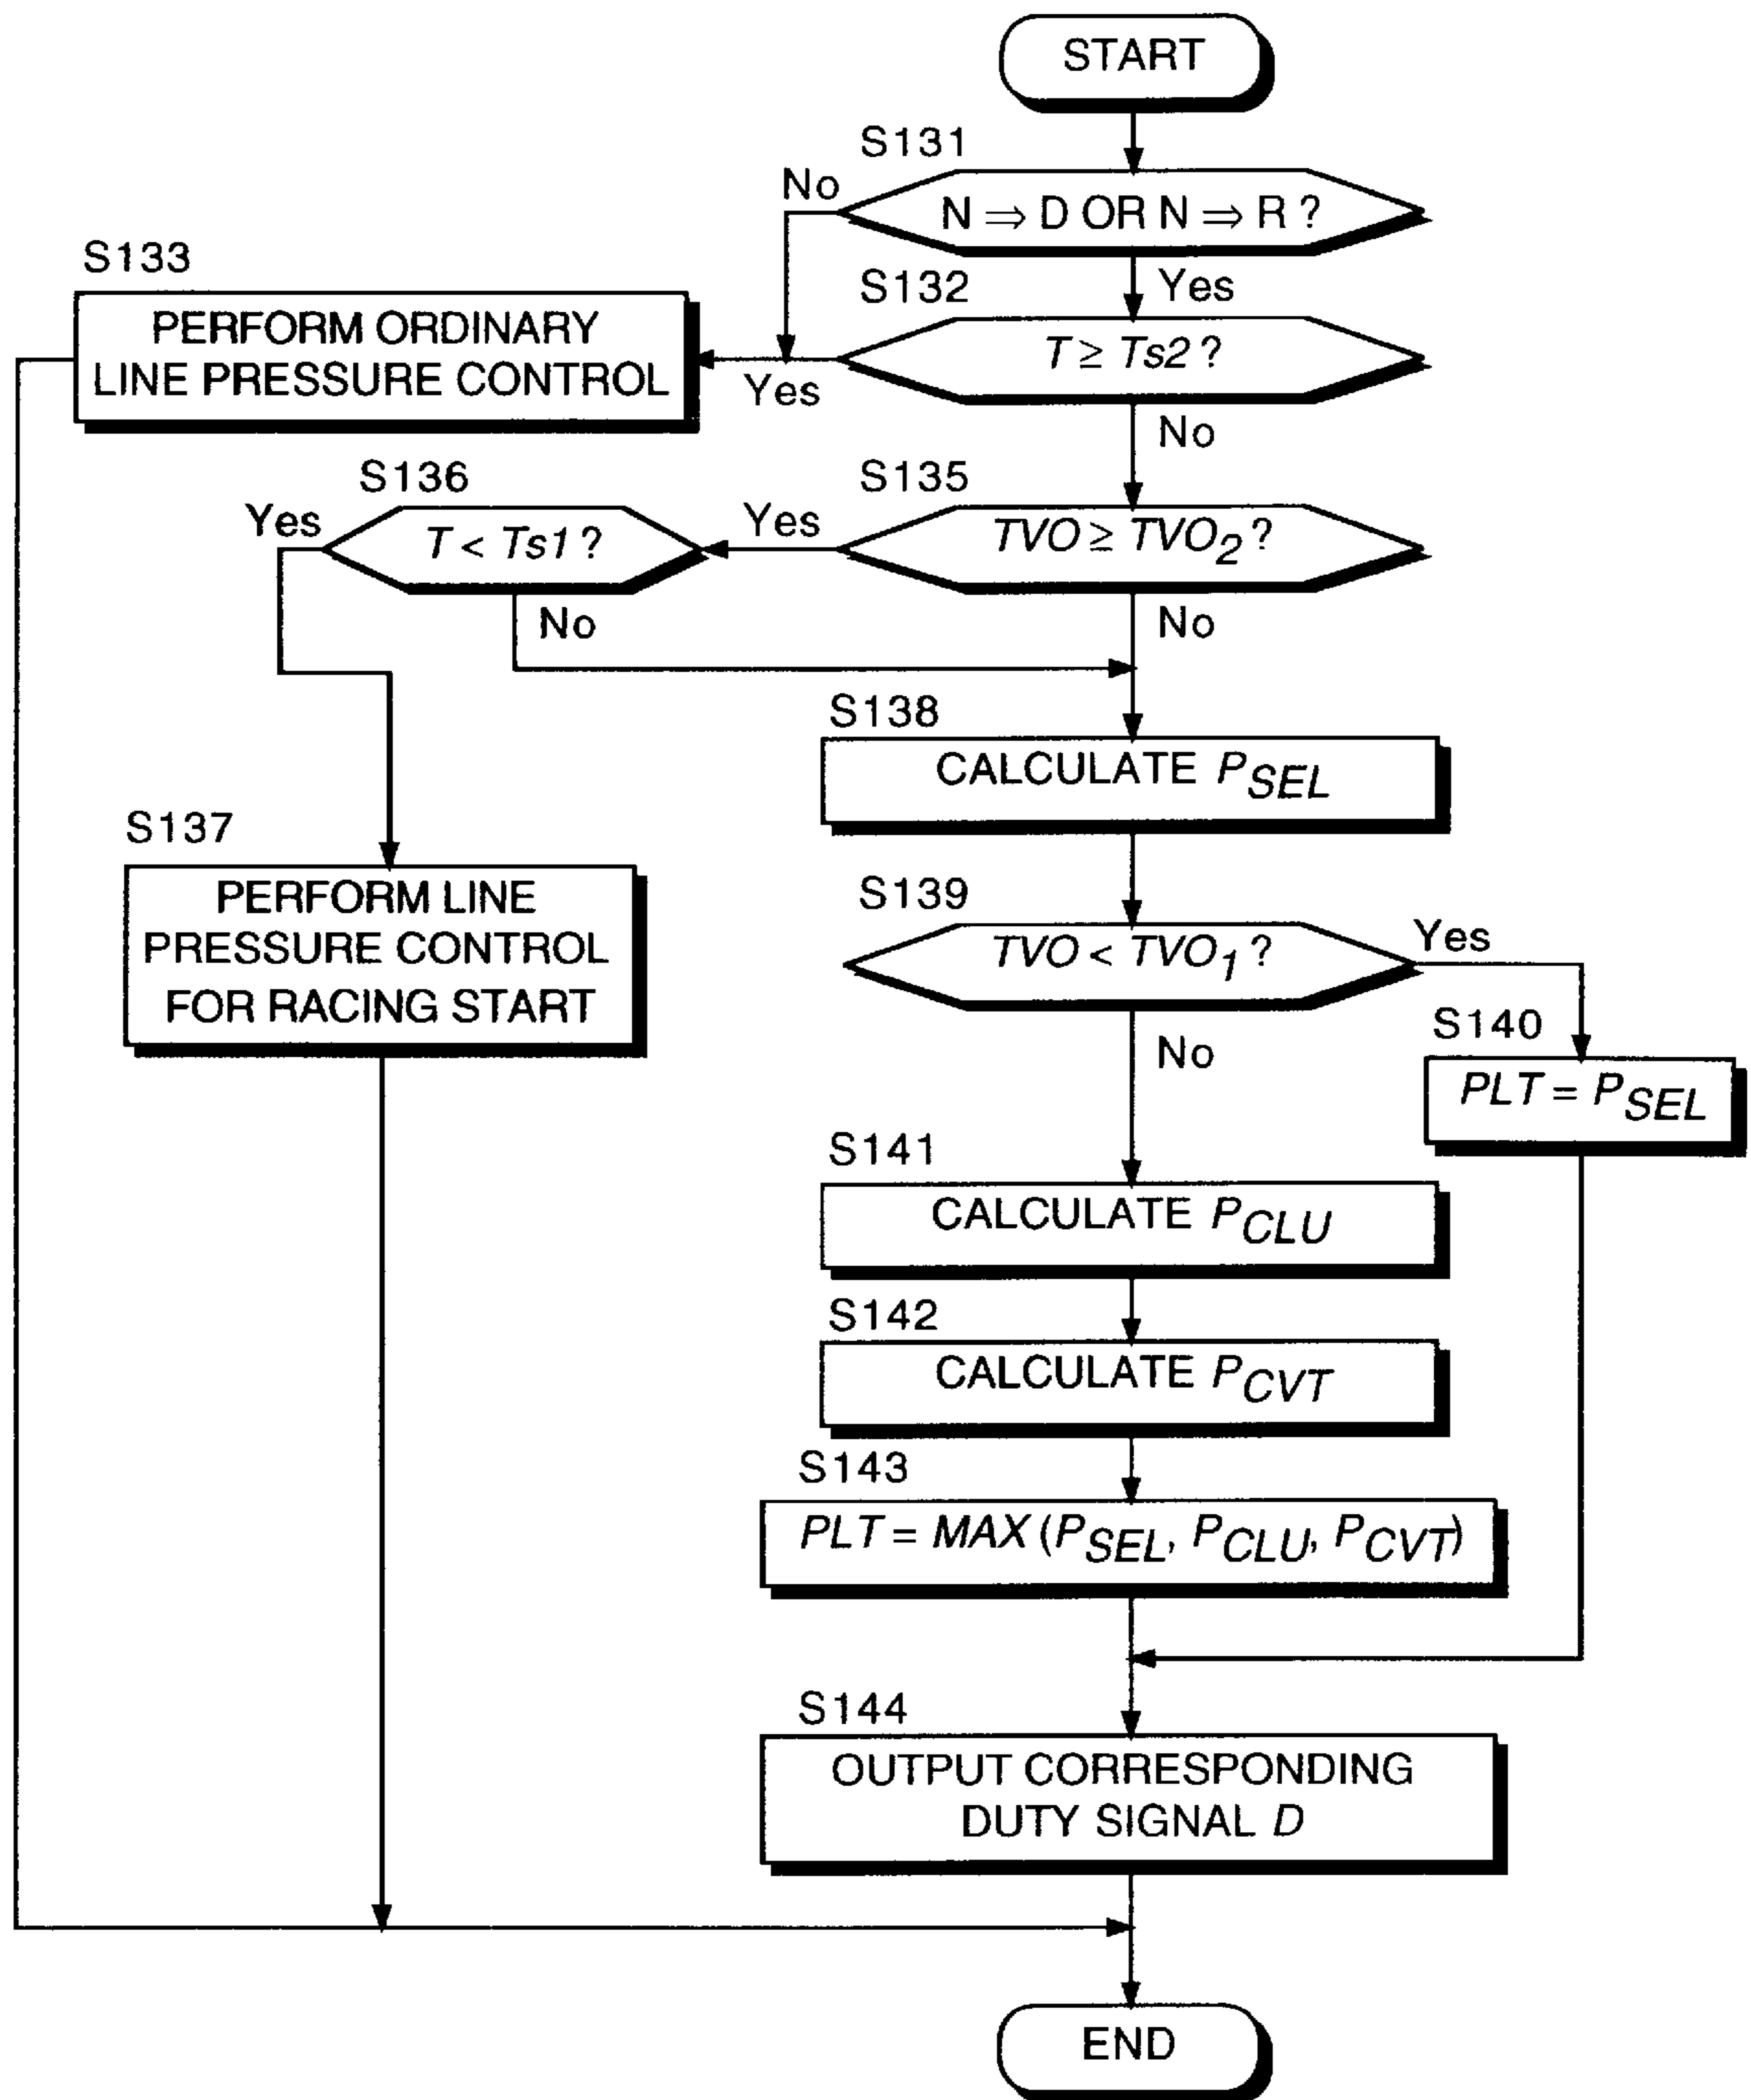 START
S131
No
N ⇒ D OR N ⇒ R ?
S133
S132
Yes
PERFORM ORDINARY
LINE PRESSURE CONTROL
T ≥ Ts2 ?
Yes
No
S136
S135
Yes
T < Ts1 ?
Yes
TVO ≥ TVO2 ?
No
No
S138
CALCULATE PSEL
S137
PERFORM LINE
PRESSURE CONTROL
FOR RACING START
S139
TVO < TVO1 ?
Yes
No
S140
PLT = PSEL
S141
CALCULATE PCLU
S142
CALCULATE PCVT
S143
PLT = MAX (PSEL, PCLU, PCVT)
S144
OUTPUT CORRESPONDING
DUTY SIGNAL D
END